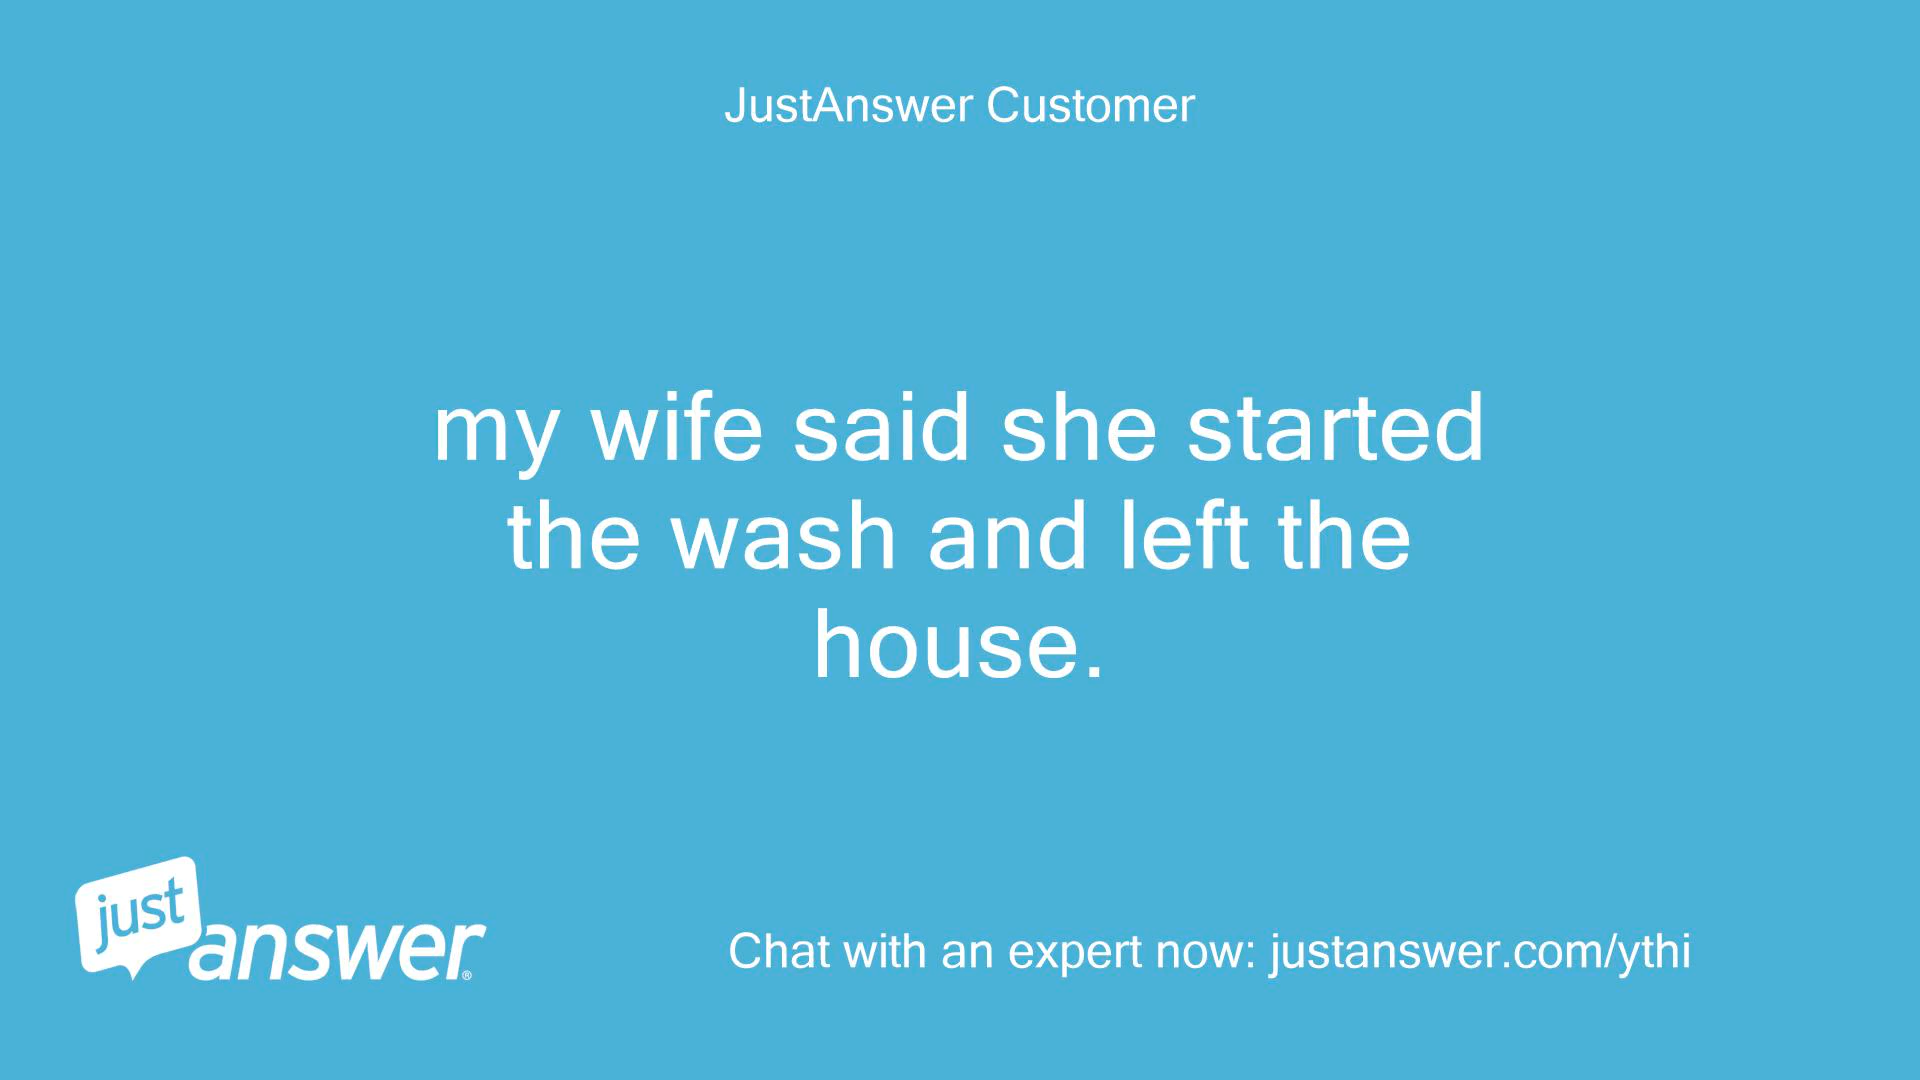 JustAnswer Customer
my wife said she started
the wash and left the
house.
just
answer®
Chat with an expert now: justanswer.com/ythi